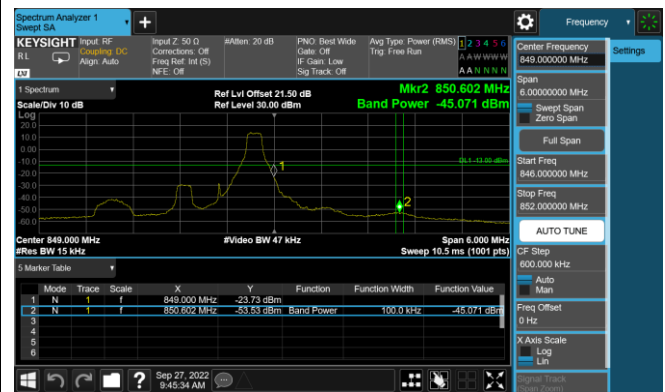 Spectrum Analyzer 1
Swept SA
Frequency
KEYSIGHT
RL
LXI
Input: RF
Coupling: DC
Align: Auto
Input Z: 50 Ω
Corrections: Off
Freq Ref: Int (S)
NFE: Off
#Atten: 20 dB
PNO: Best Wide
Gate: Off
IF Gain: Low
Sig Track: Off
Avg Type: Power (RMS)
Trig: Free Run
1 2 3 4 5 6
A A W W W W
A A N N N N
Center Frequency
849.000000 MHz
Settings
Span
6.00000000 MHz
Swept Span
Zero Span
Full Span
Start Freq
846.000000 MHz
Stop Freq
852.000000 MHz
AUTO TUNE
CF Step
600.000 kHz
Auto
Man
Freq Offset
0 Hz
X Axis Scale
Log
Lin
Signal Track
(Span Zoom)
1 Spectrum
Scale/Div 10 dB
Ref Lvl Offset 21.50 dB
Ref Level 30.00 dBm
Mkr2 850.602 MHz
Band Power -45.071 dBm
Log
20.0
10.0
0.00
-10.0
-20.0
-30.0
-40.0
-50.0
-60.0
DL1 -13.00 dBm
1
2
Center 849.000 MHz
#Res BW 15 kHz
#Video BW 47 kHz
Span 6.000 MHz
Sweep 10.5 ms (1001 pts)
5 Marker Table
Mode Trace Scale X Y Function Function Width Function Value
1 N 1 f 849.000 MHz -23.73 dBm
2 N 1 f 850.602 MHz -53.53 dBm Band Power 100.0 kHz -45.071 dBm
3
4
5
6
?
Sep 27, 2022
9:45:34 AM